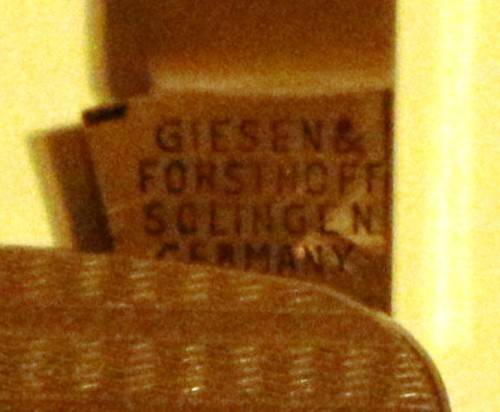 GIESEN&
FORSTHOFF
SOLINGEN
GERMANY